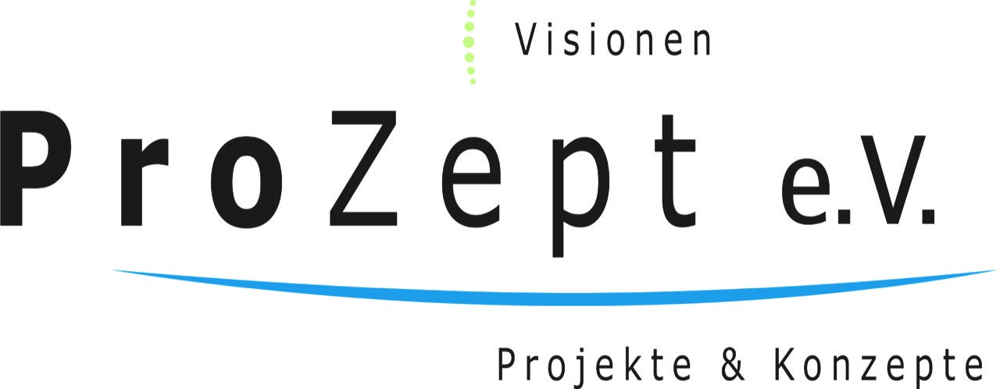 Visionen
ProZept e.V.
Projekte & Konzepte